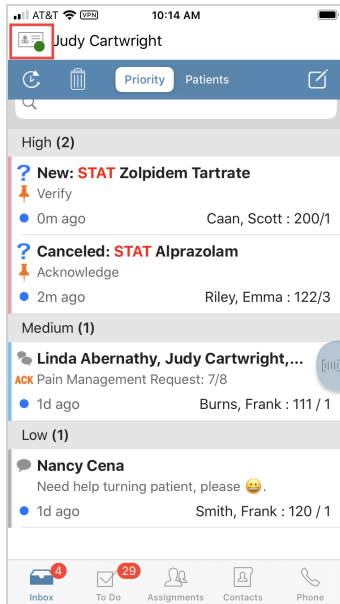 AT&T VPN 10:14 AM
Judy Cartwright
Priority Patients
High (2)
New: STAT Zolpidem Tartrate
Verify
0m ago Caan, Scott : 200/1
Canceled: STAT Alprazolam
Acknowledge
2m ago Riley, Emma : 122/3
Medium (1)
Linda Abernathy, Judy Cartwright,...
ACK Pain Management Request: 7/8
1d ago Burns, Frank : 111 / 1
Low (1)
Nancy Cena
Need help turning patient, please 😀.
1d ago Smith, Frank : 120 / 1
4 29
Inbox To Do Assignments Contacts Phone